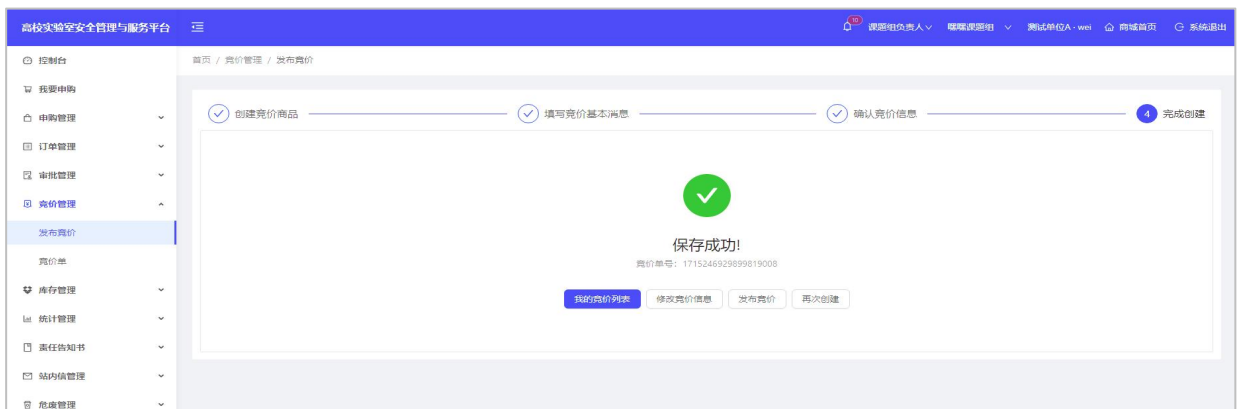 高校实验室安全管理与服务平台
10 课题组负责人 嘿嘿课题组 测试单位A - wei 商城首页 系统退出
控制台
首页 / 竞价管理 / 发布竞价
我要申购
申购管理
订单管理
审批管理
竞价管理
发布竞价
竞价单
库存管理
统计管理
责任告知书
站内信管理
危废管理
创建竞价商品 填写竞价基本消息 确认竞价信息 4 完成创建
保存成功!
竞价单号: 1715246929899819008
我的竞价列表 修改竞价信息 发布竞价 再次创建